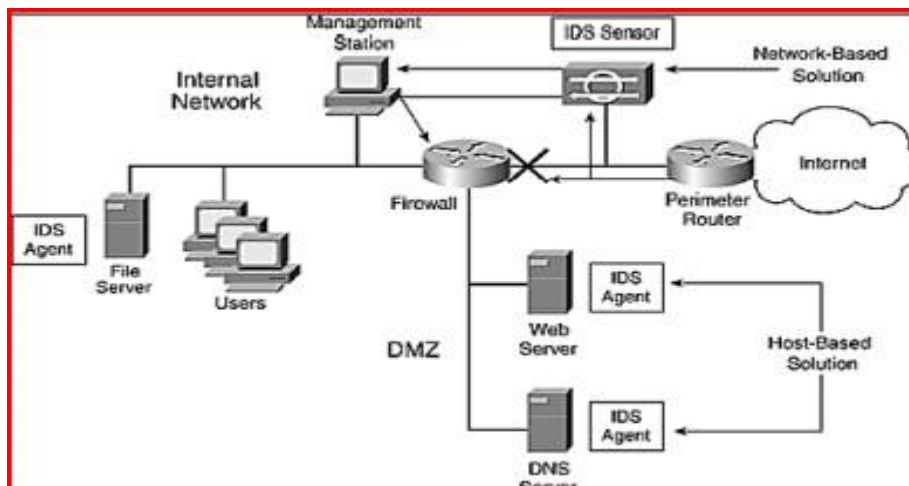 Management
Station
IDS Sensor
Network-Based
Solution
Internal
Network
Internet
Firewall
Perimeter
Router
IDS
Agent
File
Server
Users
IDS
Agent
Web
Server
DMZ
Host-Based
Solution
IDS
Agent
DNS
Server